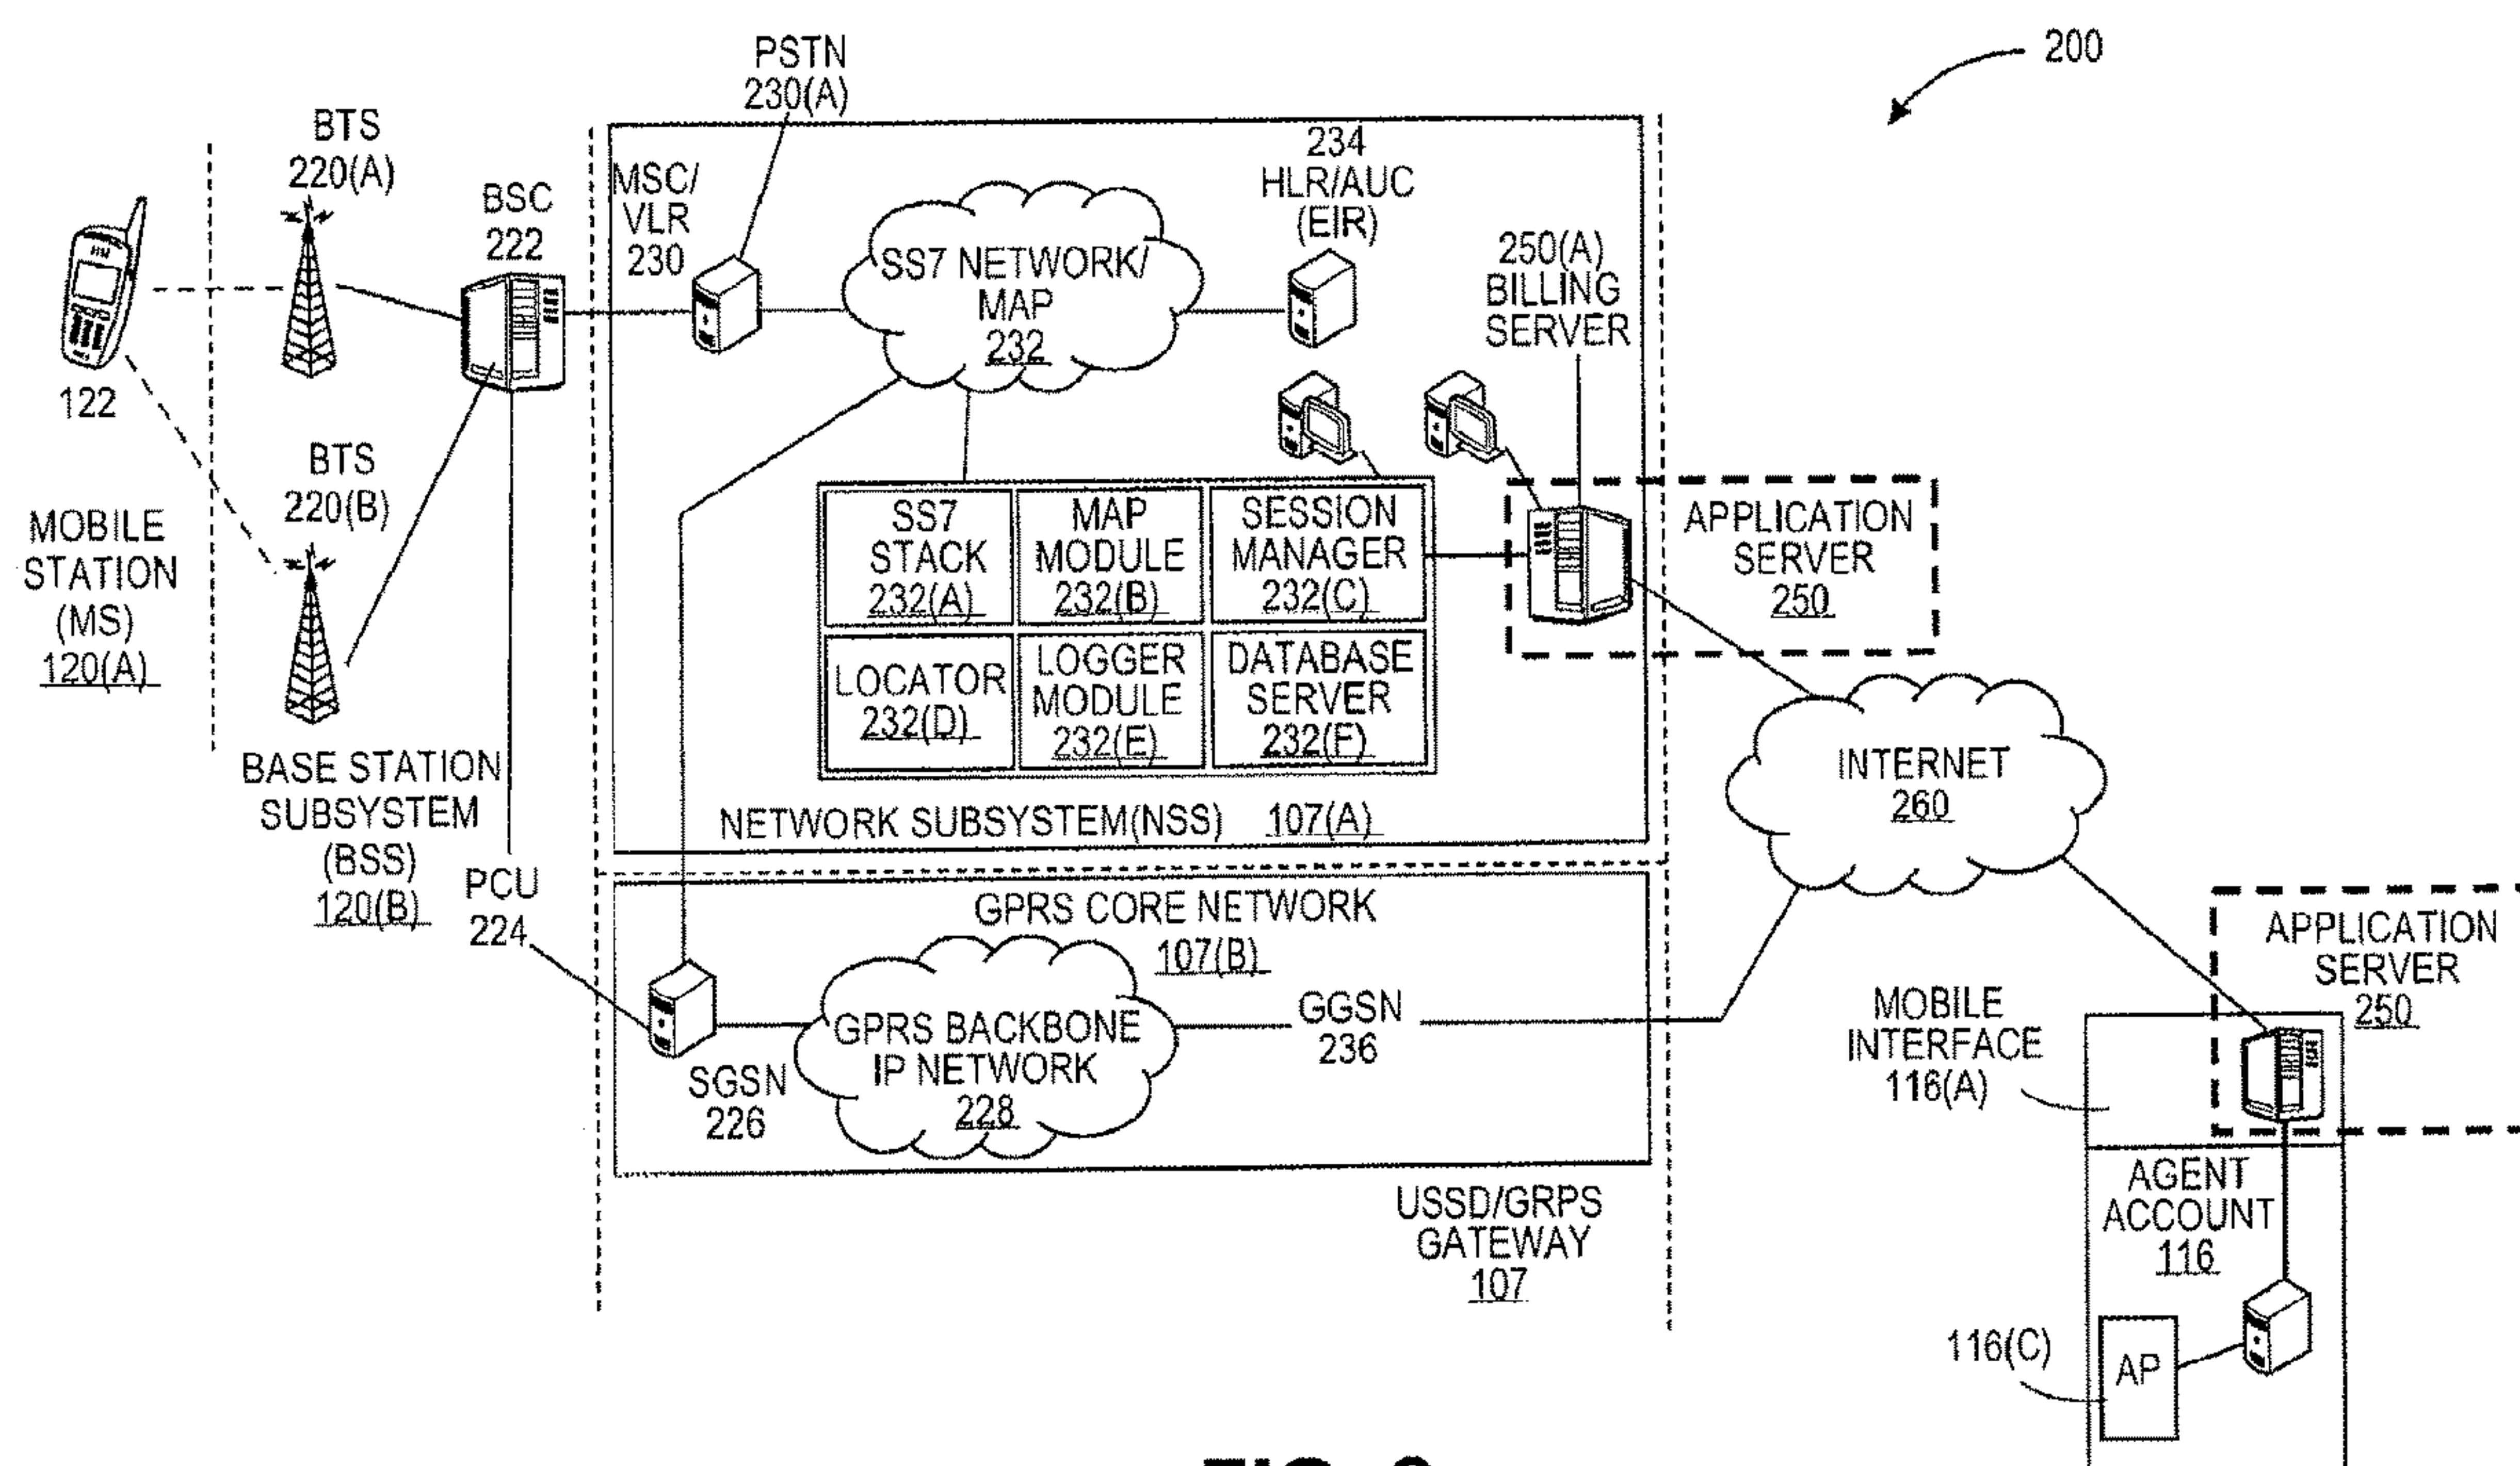 200
PSTN
230(A)
BTS
220(A)
BSC
222
MSC/
VLR
230
SS7 NETWORK/
MAP
232
234
HLR/AUC
(EIR)
250(A)
BILLING
SERVER
122
BTS
220(B)
MOBILE
STATION
(MS)
120(A)
BASE STATION
SUBSYSTEM
(BSS)
120(B)
SS7
STACK
232(A)
MAP
MODULE
232(B)
SESSION
MANAGER
232(C)
LOCATOR
232(D)
LOGGER
MODULE
232(E)
DATABASE
SERVER
232(F)
APPLICATION
SERVER
250
NETWORK SUBSYSTEM(NSS) 107(A)
INTERNET
260
PCU
224
GPRS CORE NETWORK
107(B)
SGSN
226
GPRS BACKBONE
IP NETWORK
228
GGSN
236
USSD/GRPS
GATEWAY
107
APPLICATION
SERVER
250
MOBILE
INTERFACE
116(A)
AGENT
ACCOUNT
116
116(C)
AP